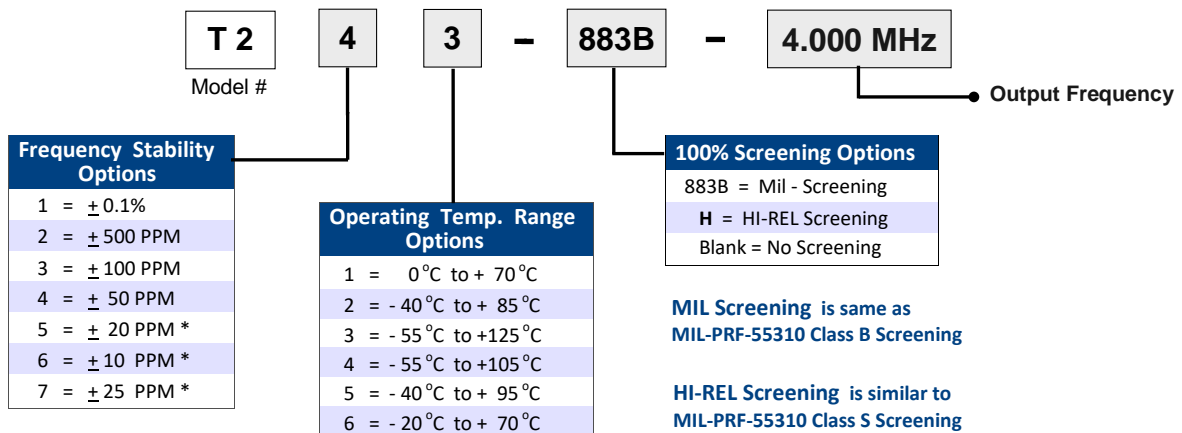 T 2 4 3 – 883B – 4.000 MHz
Model #
Output Frequency
Frequency Stability
Options
1 = ± 0.1%
2 = ± 500 PPM
3 = ± 100 PPM
4 = ± 50 PPM
5 = ± 20 PPM *
6 = ± 10 PPM *
7 = ± 25 PPM *
Operating Temp. Range
Options
1 = 0°C to + 70°C
2 = - 40°C to + 85°C
3 = - 55°C to +125°C
4 = - 55°C to +105°C
5 = - 40°C to + 95°C
6 = - 20°C to + 70°C
100% Screening Options
883B = Mil - Screening
H = HI-REL Screening
Blank = No Screening
MIL Screening is same as
MIL-PRF-55310 Class B Screening
HI-REL Screening is similar to
MIL-PRF-55310 Class S Screening